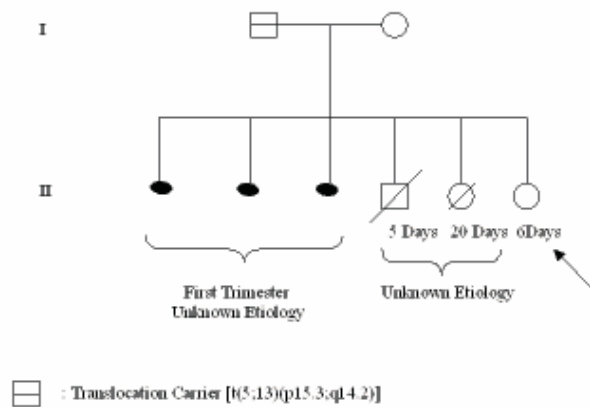 I
II
5 Days 20 Days 6Days
First Trimester
Unknown Etiology
Unknown Etiology
: Translocation Carrier [t(5;13)(p15.3;q14.2)]